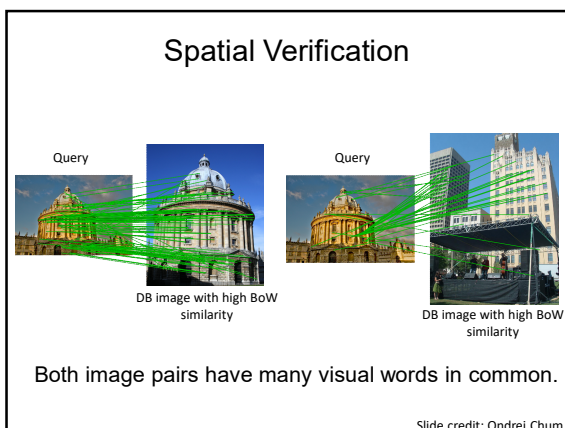 Spatial Verification
Query
Query
DB image with high BoW
similarity
DB image with high BoW
similarity
Both image pairs have many visual words in common.
Slide credit: Ondrej Chum